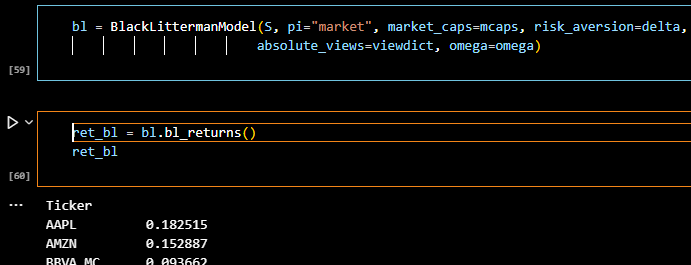 bl = BlackLittermanModel(S, pi="market", market_caps=mcaps, risk_aversion=delta,
absolute_views=viewdict, omega=omega)
[59]
ret_bl = bl.bl_returns()
ret_bl
[60]
... Ticker
AAPL 0.182515
AMZN 0.152887
BBVA.MC 0.093662